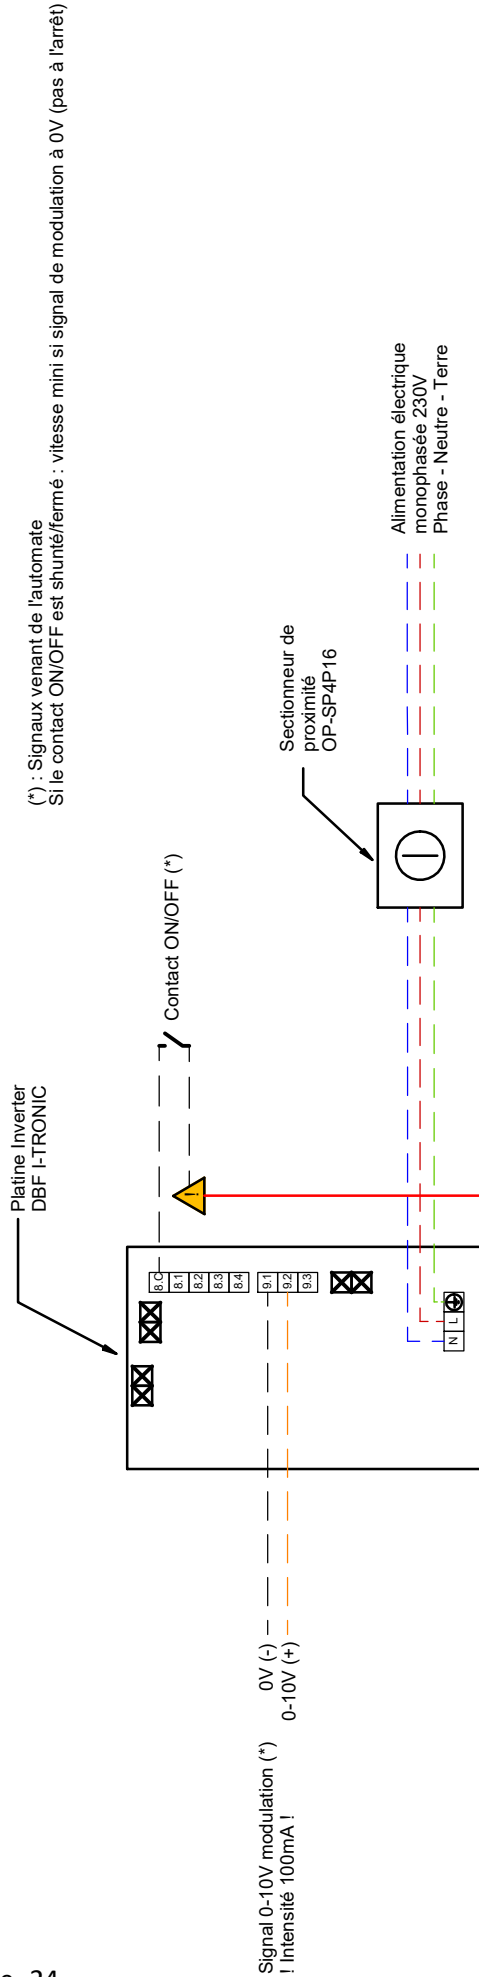 (*) : Signaux venant de l'automate
Si le contact ON/OFF est shunté/fermé : vitesse mini si signal de modulation à 0V (pas à l'arrêt)
Platine Inverter
DBF I-TRONIC
Contact ON/OFF (*)
!
8.C
8.1
8.2
8.3
8.4
9.1
9.2
9.3
Signal 0-10V modulation (*)
! Intensité 100mA !
0V (-)
0-10V (+)
Sectionneur de
proximité
OP-SP4P16
Alimentation électrique
monophasée 230V
Phase - Neutre - Terre
N
L